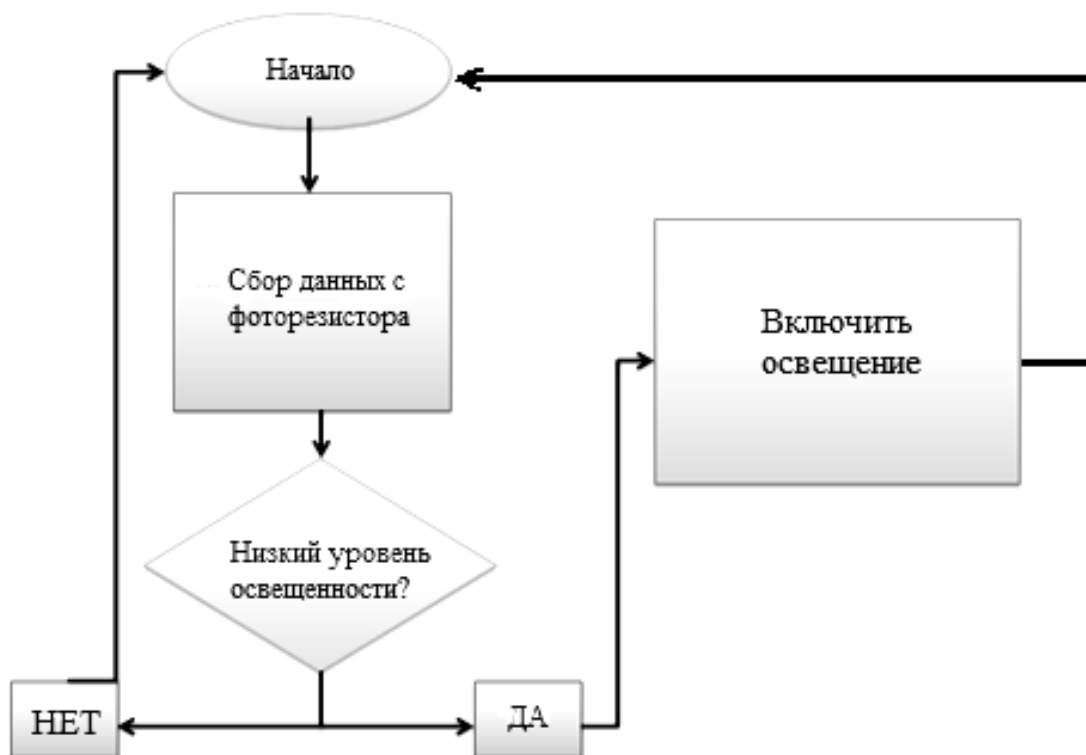 Начало
Сбор данных с
фоторезистора
Включить
освещение
Низкий уровень
освещенности?
НЕТ
ДА